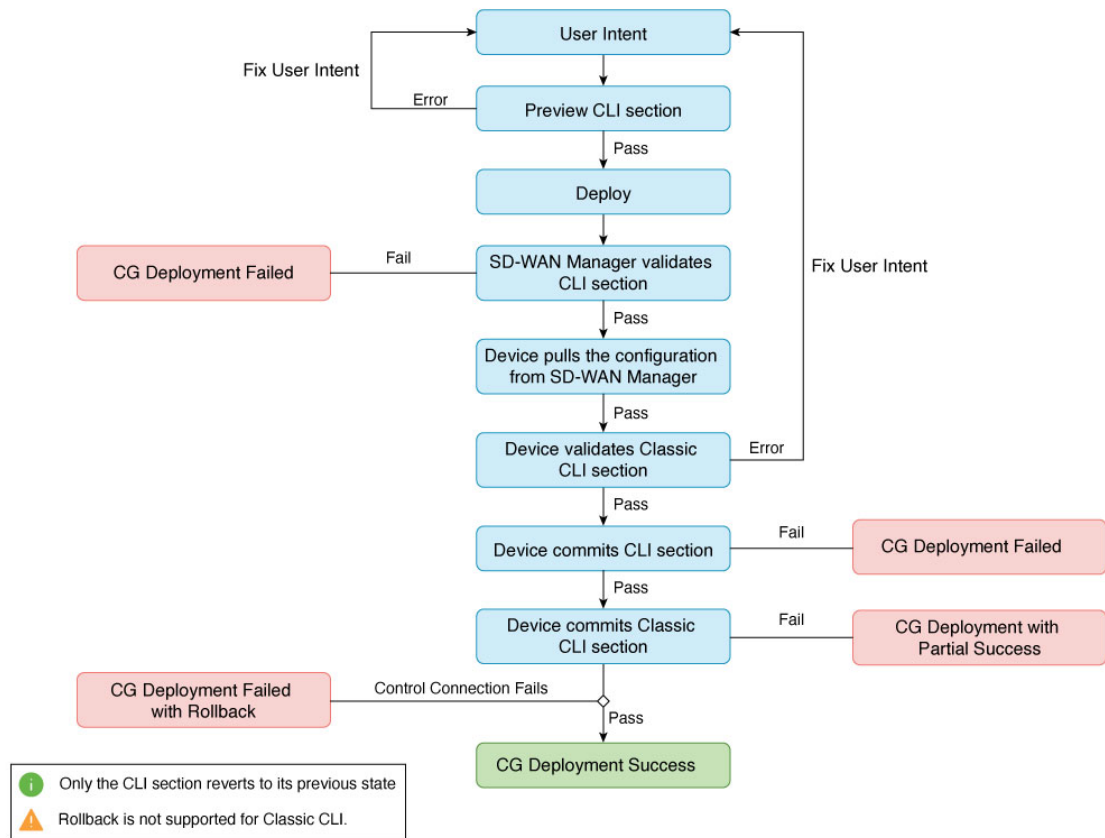 User Intent
Fix User Intent
Error
Preview CLI section
Pass
Deploy
CG Deployment Failed
Fail
SD-WAN Manager validates
CLI section
Fix User Intent
Pass
Device pulls the configuration
from SD-WAN Manager
Pass
Device validates Classic
CLI section
Error
Pass
Device commits CLI section
Fail
CG Deployment Failed
Pass
Device commits Classic
CLI section
Fail
CG Deployment with
Partial Success
CG Deployment Failed
with Rollback
Control Connection Fails
Pass
CG Deployment Success
i Only the CLI section reverts to its previous state
! Rollback is not supported for Classic CLI.